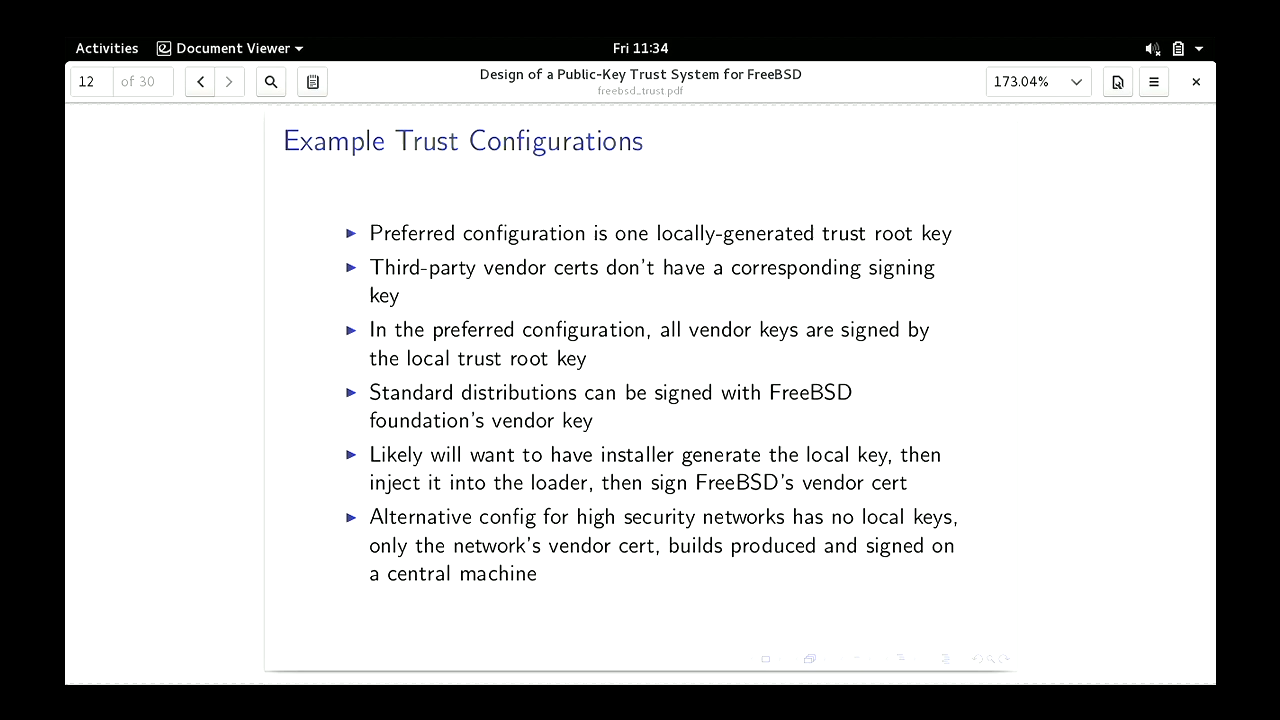 Activities Document Viewer Fri 11:34
12 of 30 Design of a Public-Key Trust System for FreeBSD 173.04%
freebsd_trust.pdf
Example Trust Configurations
Preferred configuration is one locally-generated trust root key
Third-party vendor certs don't have a corresponding signing
key
In the preferred configuration, all vendor keys are signed by
the local trust root key
Standard distributions can be signed with FreeBSD
foundation's vendor key
Likely will want to have installer generate the local key, then
inject it into the loader, then sign FreeBSD's vendor cert
Alternative config for high security networks has no local keys,
only the network's vendor cert, builds produced and signed on
a central machine